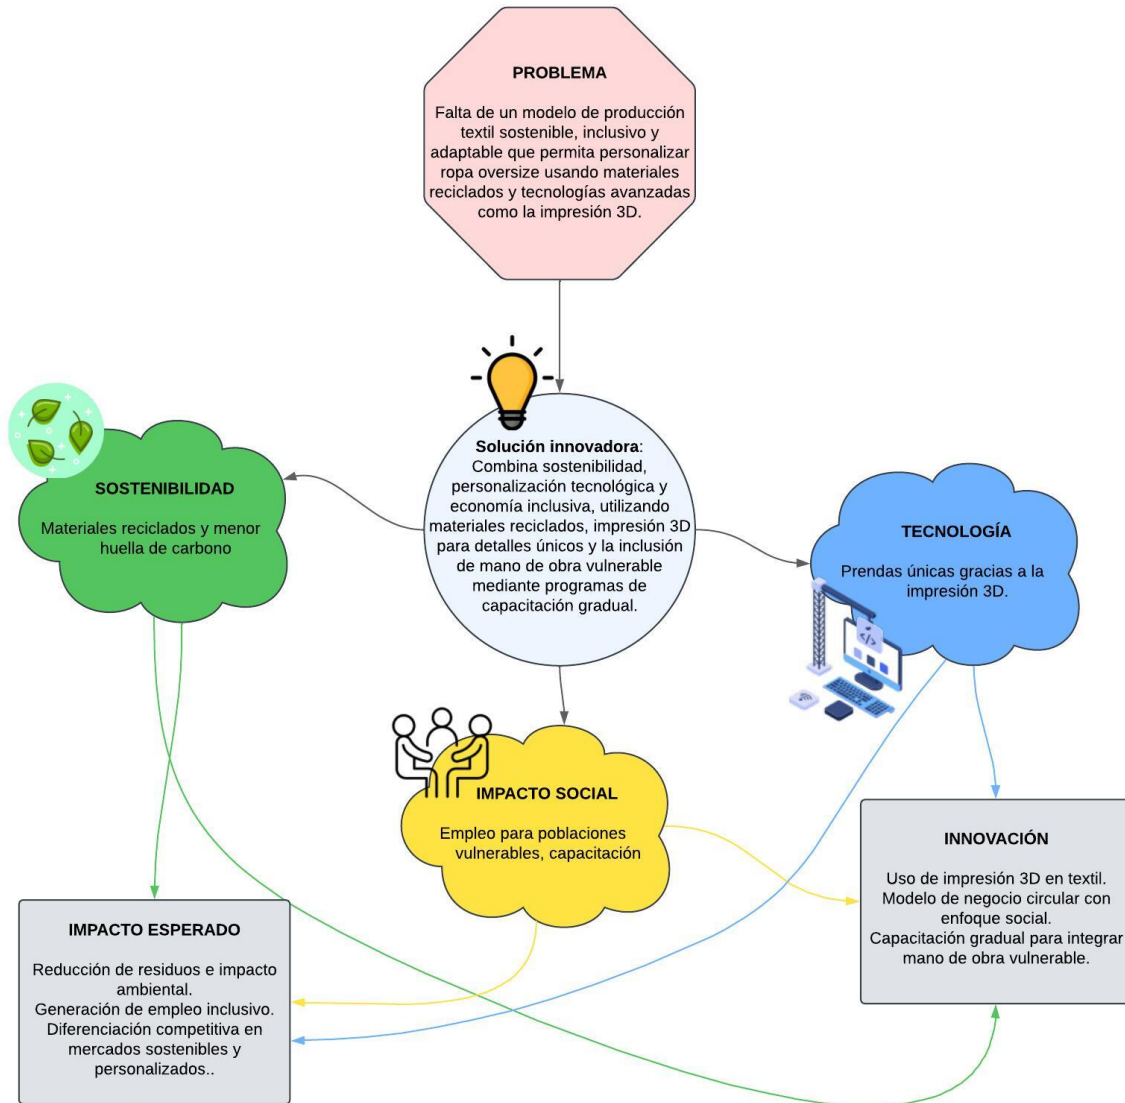 PROBLEMA
Falta de un modelo de producción
textil sostenible, inclusivo y
adaptable que permita personalizar
ropa oversize usando materiales
reciclados y tecnologías avanzadas
como la impresión 3D.
Solución innovadora:
Combina sostenibilidad,
personalización tecnológica y
economía inclusiva, utilizando
materiales reciclados, impresión 3D
para detalles únicos y la inclusión
de mano de obra vulnerable
mediante programas de
capacitación gradual.
SOSTENIBILIDAD
Materiales reciclados y menor
huella de carbono
TECNOLOGÍA
Prendas únicas gracias a la
impresión 3D.
</>
IMPACTO SOCIAL
Empleo para poblaciones
vulnerables, capacitación
INNOVACIÓN
Uso de impresión 3D en textil.
Modelo de negocio circular con
enfoque social.
Capacitación gradual para integrar
mano de obra vulnerable.
IMPACTO ESPERADO
Reducción de residuos e impacto
ambiental.
Generación de empleo inclusivo.
Diferenciación competitiva en
mercados sostenibles y
personalizados..